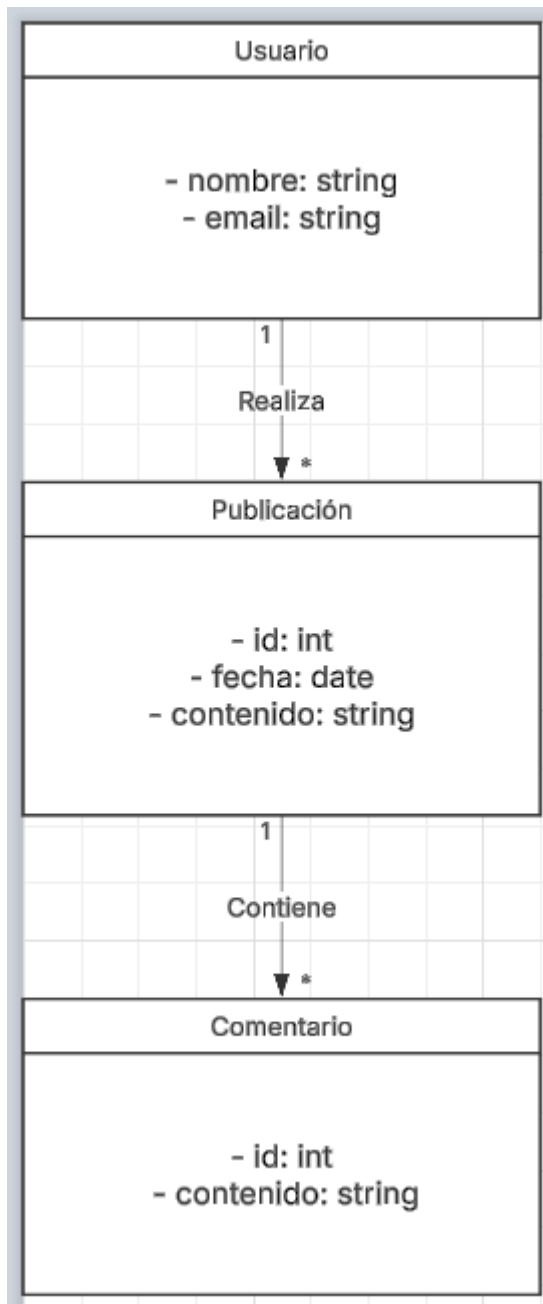 Usuario
- nombre: string
- email: string
1
Realiza
*
Publicación
- id: int
- fecha: date
- contenido: string
1
Contiene
*
Comentario
- id: int
- contenido: string